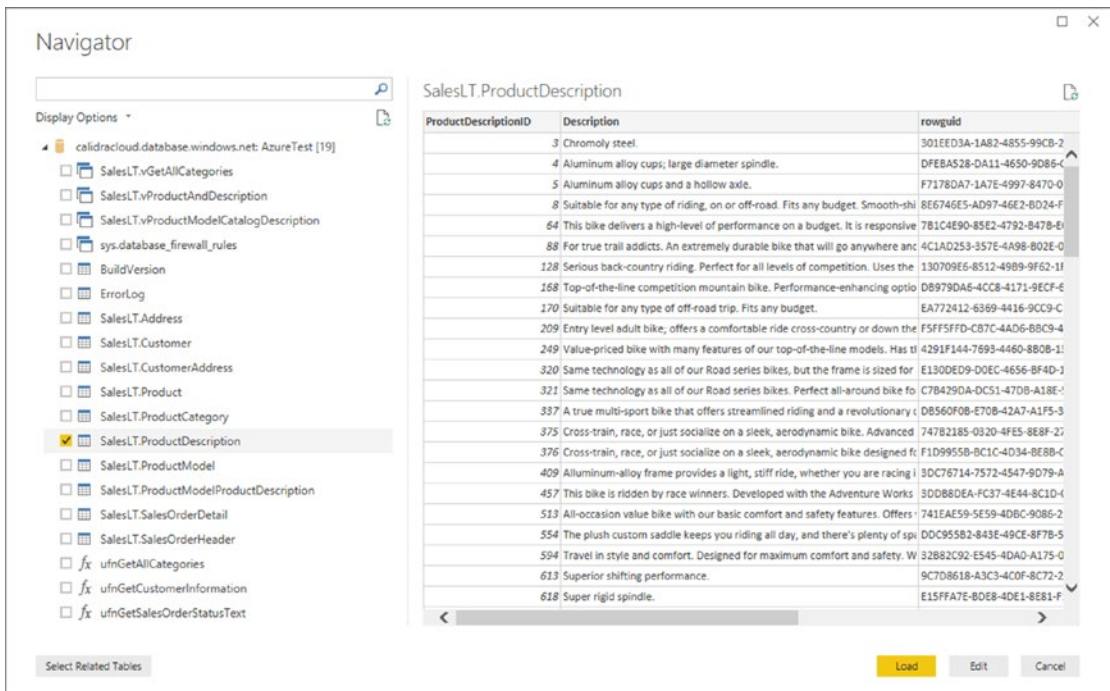 Navigator
Display Options
calidracloud.database.windows.net: AzureTest [19]
SalesLT.vGetAllCategories
SalesLT.vProductAndDescription
SalesLT.vProductModelCatalogDescription
sys.database_firewall_rules
BuildVersion
ErrorLog
SalesLT.Address
SalesLT.Customer
SalesLT.CustomerAddress
SalesLT.Product
SalesLT.ProductCategory
SalesLT.ProductDescription
SalesLT.ProductModel
SalesLT.ProductModelProductDescription
SalesLT.SalesOrderDetail
SalesLT.SalesOrderHeader
fx ufnGetAllCategories
fx ufnGetCustomerInformation
fx ufnGetSalesOrderStatusText
SalesLT.ProductDescription
ProductDescriptionID Description rowguid
3 Chromoly steel. 301EED3A-1A82-4855-99CB-2
4 Aluminum alloy cups; large diameter spindle. DFEBA528-DA11-4650-9D86-
5 Aluminum alloy cups and a hollow axle. F7178DA7-1A7E-4997-8470-0
8 Suitable for any type of riding, on or off-road. Fits any budget. Smooth-shi 8E6746E5-AD97-46E2-BD24-F
64 This bike delivers a high-level of performance on a budget. It is responsive 7B1C4E90-85E2-4792-B47B-
88 For true trail addicts. An extremely durable bike that will go anywhere and 4C1AD253-357E-4A98-B02E-0
128 Serious back-country riding. Perfect for all levels of competition. Uses the 130709E6-8512-49B9-9F62-1
168 Top-of-the-line competition mountain bike. Performance-enhancing optio DB979DA6-4CC8-4171-9ECF-
170 Suitable for any type of off-road trip. Fits any budget. EA772412-6369-4416-9CC9-C
209 Entry level adult bike; offers a comfortable ride cross-country or down the F5FF5FFD-CB7C-4AD6-BBC9-4
249 Value-priced bike with many features of our top-of-the-line models. Has 4291F144-7693-4460-8B0B-1
320 Same technology as all of our Road series bikes, but the frame is sized for E130DED9-D0EC-4656-BF4D-1
321 Same technology as all of our Road series bikes. Perfect all-around bike fo C7B429DA-DC51-47DB-A18E-
337 A true multi-sport bike that offers streamlined riding and a revolutionary DB560F0B-E70B-42A7-A1F5-3
375 Cross-train, race, or just socialize on a sleek, aerodynamic bike. Advanced 747B2185-0320-4FE5-8E8F-27
376 Cross-train, race, or just socialize on a sleek, aerodynamic bike designed F1D9955B-BC1C-4D34-BE8B-
409 Alluminum-alloy frame provides a light, stiff ride, whether you are racing i 3DC76714-7572-4547-9D79-A
457 This bike is ridden by race winners. Developed with the Adventure Works 3DDB8DEA-FC37-4E44-8C1D-
513 All-occasion value bike with our basic comfort and safety features. Offers 741EAE59-5E59-4DBC-9086-2
554 The plush custom saddle keeps you riding all day, and there's plenty of spa DDC955B2-843E-49CE-8F7B-5
594 Travel in style and comfort. Designed for maximum comfort and safety. W 32B82C92-E545-4DA0-A175-0
613 Superior shifting performance. 9C7D8618-A3C3-4C0F-8C72-2
618 Super rigid spindle. E15FFA7E-BDE8-4DE1-8E81-F
Select Related Tables
Load Edit Cancel